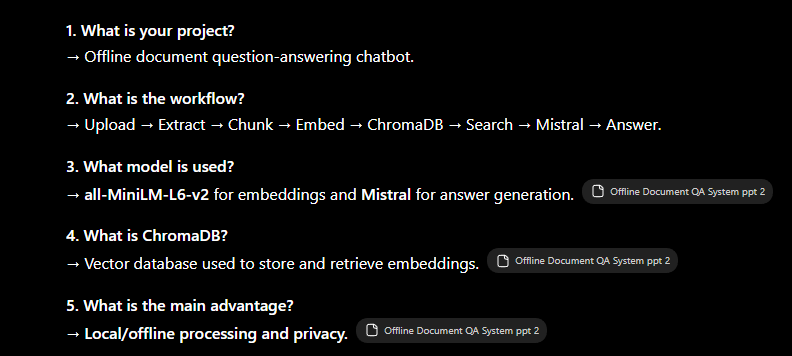 1. What is your project?
→ Offline document question-answering chatbot.
2. What is the workflow?
→ Upload → Extract → Chunk → Embed → ChromaDB → Search → Mistral → Answer.
3. What model is used?
→ all-MiniLM-L6-v2 for embeddings and Mistral for answer generation. Offline Document QA System ppt 2
4. What is ChromaDB?
→ Vector database used to store and retrieve embeddings. Offline Document QA System ppt 2
5. What is the main advantage?
→ Local/offline processing and privacy. Offline Document QA System ppt 2